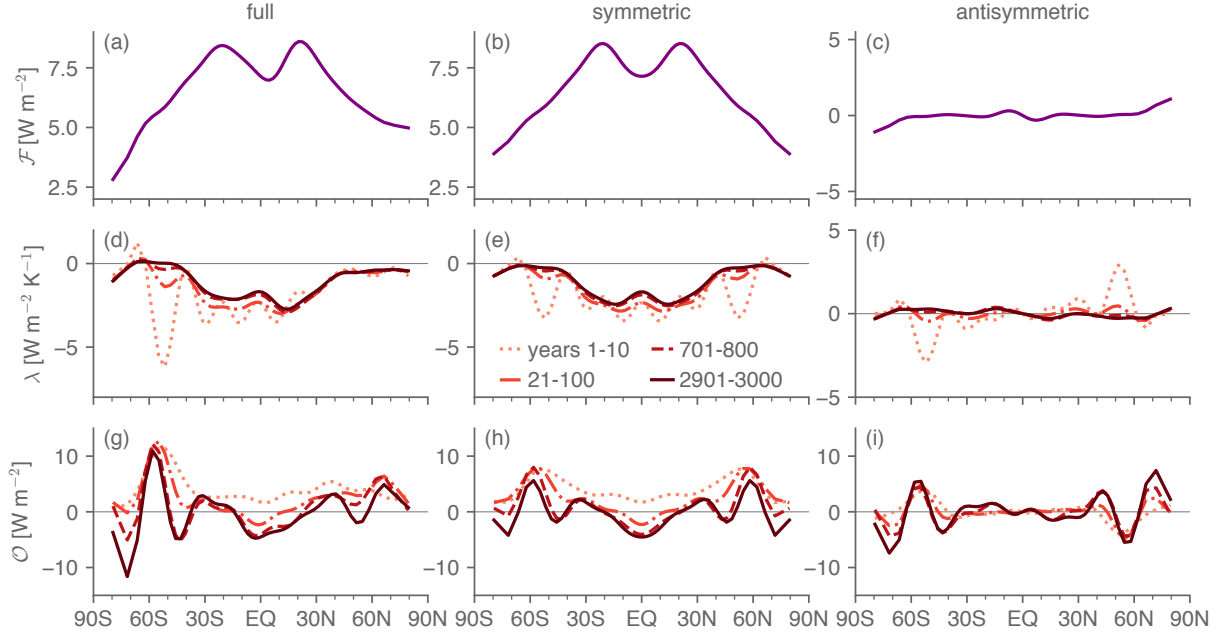 full symmetric antisymmetric
(a) (b) (c)
ℱ [W m⁻²]
7.5
5.0
2.5
7.5
5.0
2.5
5
0
−5
(d) (e) (f)
λ [W m⁻² K⁻¹]
0
−5
0
−5
5
0
−5
years 1-10 701-800
21-100 2901-3000
(g) (h) (i)
𝒪 [W m⁻²]
10
0
−10
10
0
−10
10
0
−10
90S 60S 30S EQ 30N 60N 90N
90S 60S 30S EQ 30N 60N 90N
90S 60S 30S EQ 30N 60N 90N